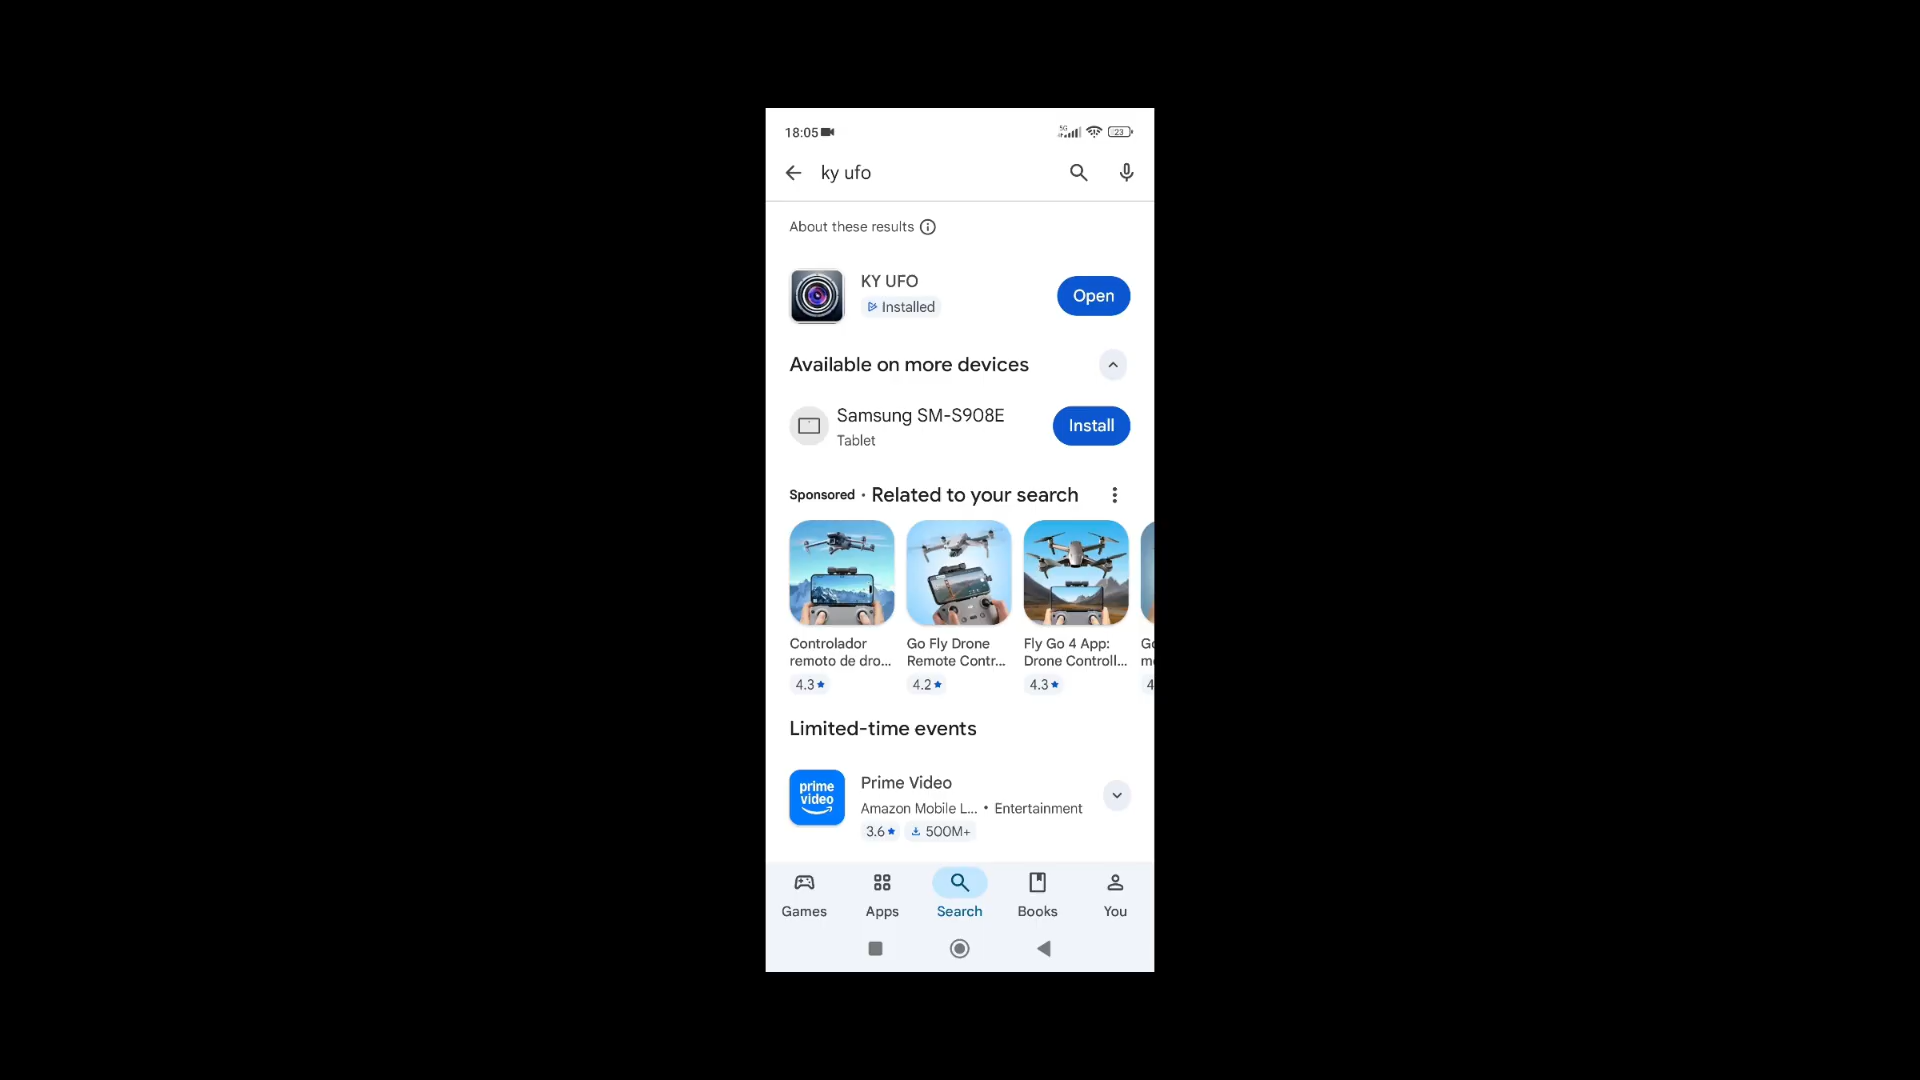 18:05
5G
23
ky ufo
About these results
KY UFO
Installed
Open
Available on more devices
Samsung SM-S908E
Tablet
Install
Sponsored • Related to your search
Controlador
remoto de dro...
4.3
Go Fly Drone
Remote Contr...
4.2
Fly Go 4 App:
Drone Controll...
4.3
Limited-time events
prime
video
Prime Video
Amazon Mobile L... • Entertainment
3.6
500M+
Games
Apps
Search
Books
You